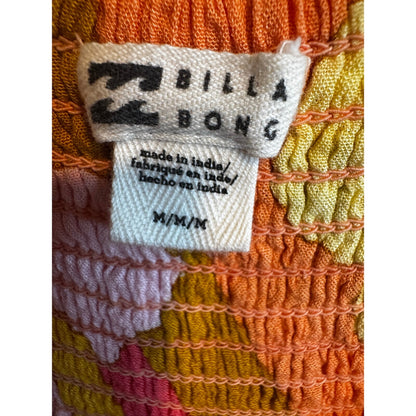 BILLA
BONG
made in india/
fabriqué en inde/
hecho en india
M/M/M